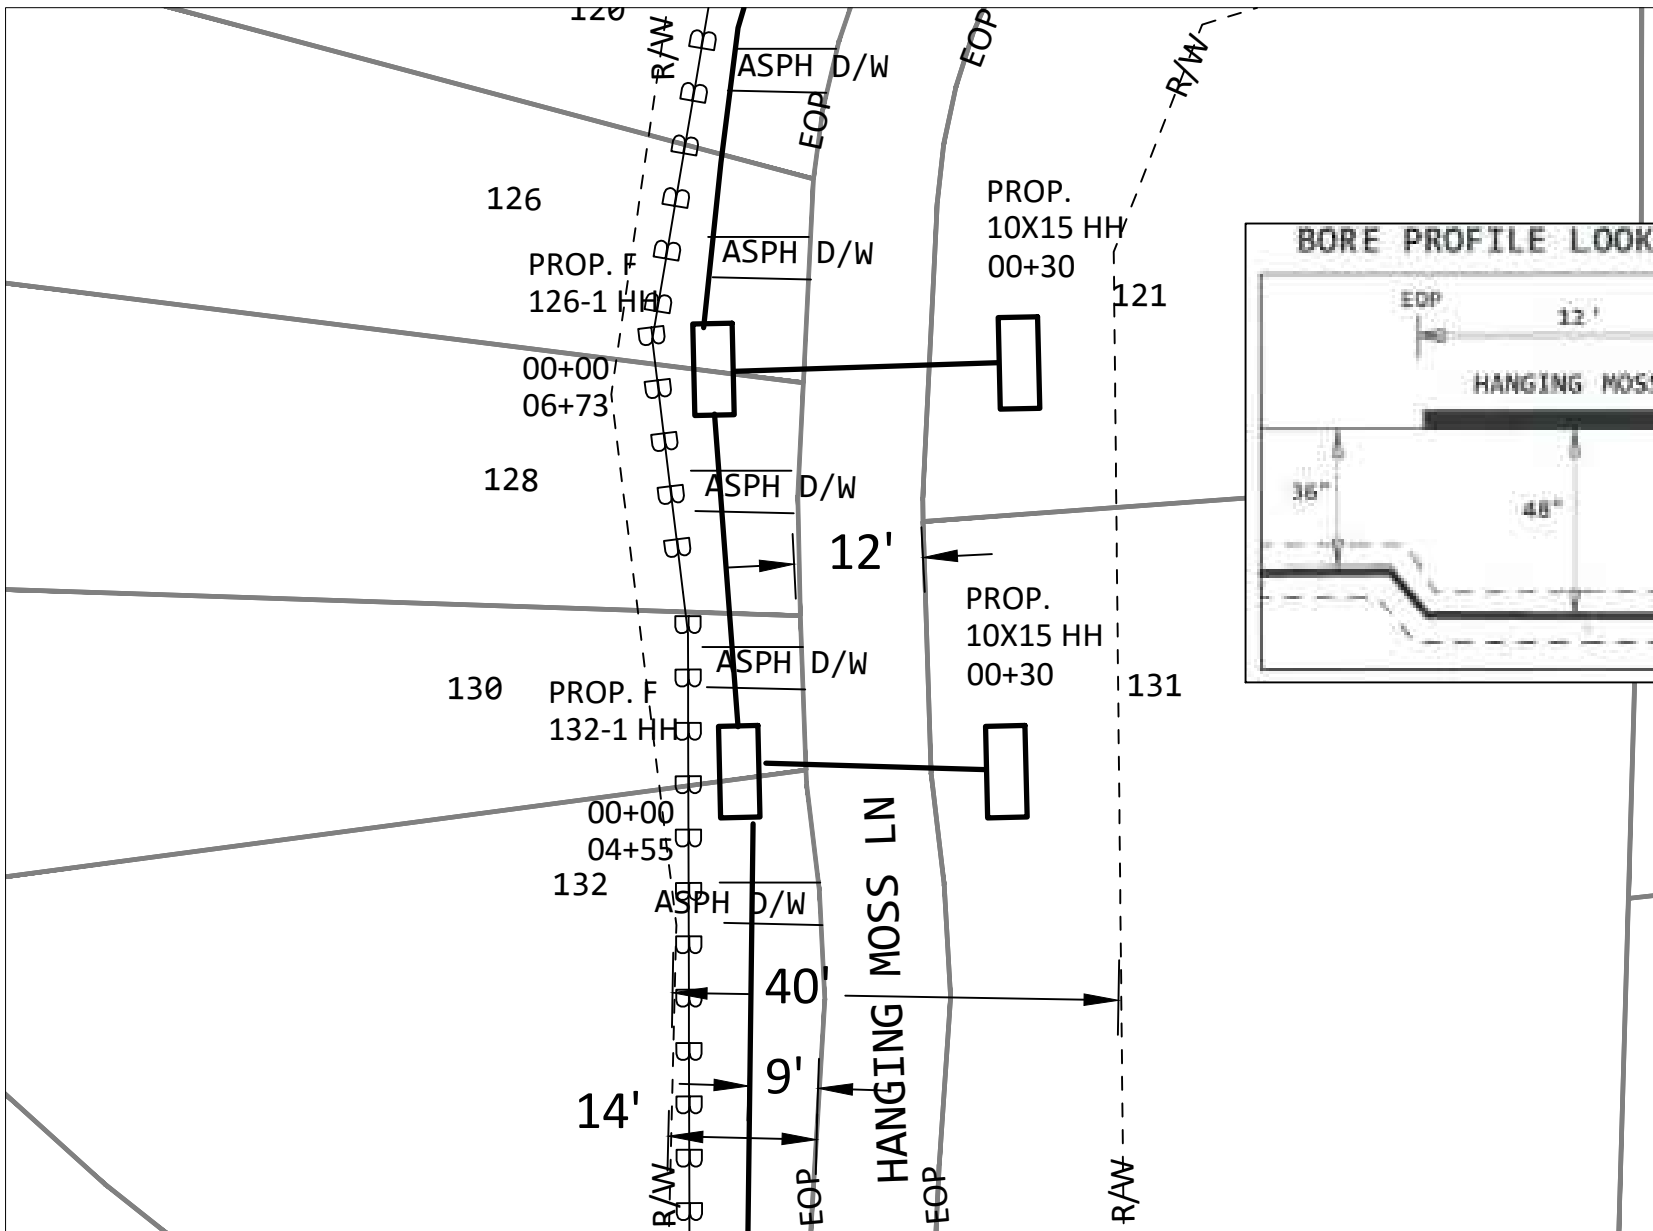 120
R/W
B
ASPH D/W
EOP
EOP
R/W
B
B
126
B
PROP.
10X15 HH
00+30
B
ASPH D/W
PROP. F
126-1 HH
B
121
BORE PROFILE LOOK
EOP
12'
HANGING MOSS
36"
48"
B
00+00
06+73
B
B
128
ASPH D/W
B
B
12'
PROP.
10X15 HH
00+30
B
ASPH D/W
130
B
131
PROP. F
132-1 HH
B
B
00+00
04+55
B
132
B
ASPH D/W
HANGING MOSS LN
B
B
40'
B
9'
14'
B
B
R/W
B
EOP
EOP
R/W